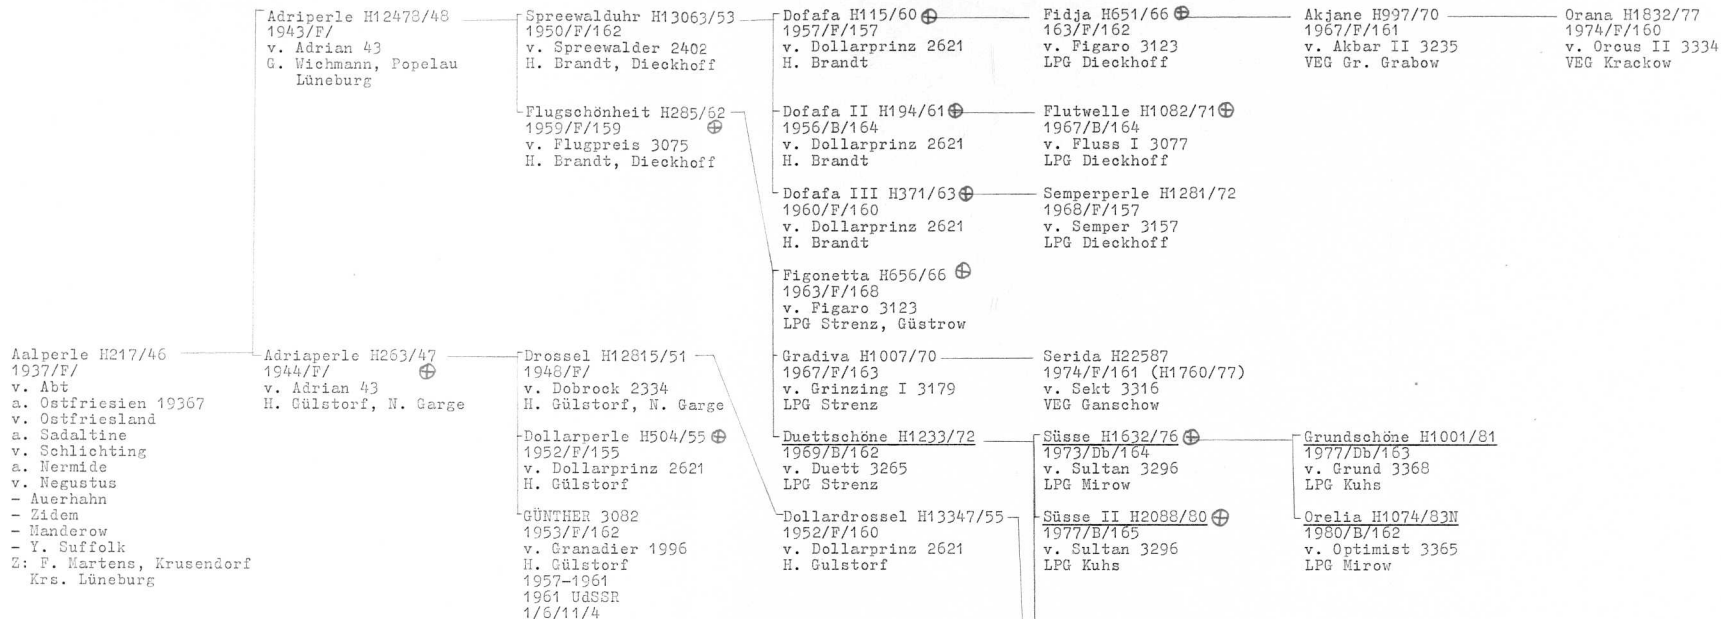 Adriperle H12478/48
1943/F/
v. Adrian 43
G. Wichmann, Popelau
Lüneburg
Spreewalduhr H13063/53
1950/F/162
v. Spreewalder 2402
H. Brandt, Dieckhoff
Dofafa H115/60
1957/F/157
v. Dollarprinz 2621
H. Brandt
Fidja H651/66
163/F/162
v. Figaro 3123
LPG Dieckhoff
Akjane H997/70
1967/F/161
v. Akbar II 3235
VEG Gr. Grabow
Orana H1832/77
1974/F/160
v. Orcus II 3334
VEG Krackow
Flugschönheit H285/62
1959/F/159
v. Flugpreis 3075
H. Brandt, Dieckhoff
Dofafa II H194/61
1956/B/164
v. Dollarprinz 2621
H. Brandt
Flutwelle H1082/71
1967/B/164
v. Fluss I 3077
LPG Dieckhoff
Dofafa III H371/63
1960/F/160
v. Dollarprinz 2621
H. Brandt
Semperperle H1281/72
1968/F/157
v. Semper 3157
LPG Dieckhoff
Figonetta H656/66
1963/F/168
v. Figaro 3123
LPG Strenz, Güstrow
Aalperle H217/46
1937/F/
v. Abt
a. Ostfriesien 19367
v. Ostfriesland
a. Sadaltine
v. Schlichting
a. Nermide
v. Negustus
- Auerhahn
- Zidem
- Manderow
- Y. Suffolk
Z: F. Martens, Krusendorf
Krs. Lüneburg
Adriaperle H263/47
1944/F/
v. Adrian 43
H. Gülstorf, N. Garge
Drossel H12815/51
1948/F/
v. Dobrock 2334
H. Gülstorf, N. Garge
Gradiva H1007/70
1967/F/163
v. Grinzing I 3179
LPG Strenz
Serida H22587
1974/F/161 (H1760/77)
v. Sekt 3316
VEG Ganschow
Dollarperle H504/55
1952/F/155
v. Dollarprinz 2621
H. Gülstorf
Duettschöne H1233/72
1969/B/162
v. Duett 3265
LPG Strenz
Süsse H1632/76
1973/Db/164
v. Sultan 3296
LPG Mirow
Grundschöne H1001/81
1977/Db/163
v. Grund 3368
LPG Kuhs
GÜNTHER 3082
1953/F/162
v. Granadier 1996
H. Gülstorf
1957-1961
1961 UdSSR
1/6/11/4
Dollardrossel H13347/55
1952/F/160
v. Dollarprinz 2621
H. Gulstorf
Süsse II H2088/80
1977/B/165
v. Sultan 3296
LPG Kuhs
Orelia H1074/83N
1980/B/162
v. Optimist 3365
LPG Mirow